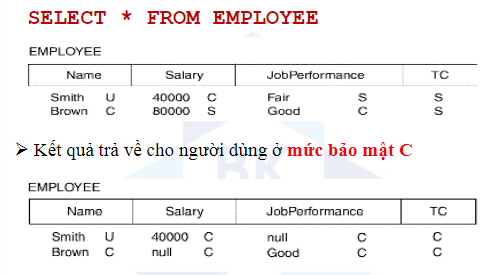 SELECT * FROM EMPLOYEE
EMPLOYEE
Name Salary JobPerformance TC
Smith U 40000 C Fair S S
Brown C 80000 S Good C S
➢ Kết quả trả về cho người dùng ở mức bảo mật C
EMPLOYEE
Name Salary JobPerformance TC
Smith U 40000 C null C C
Brown C null C Good C C